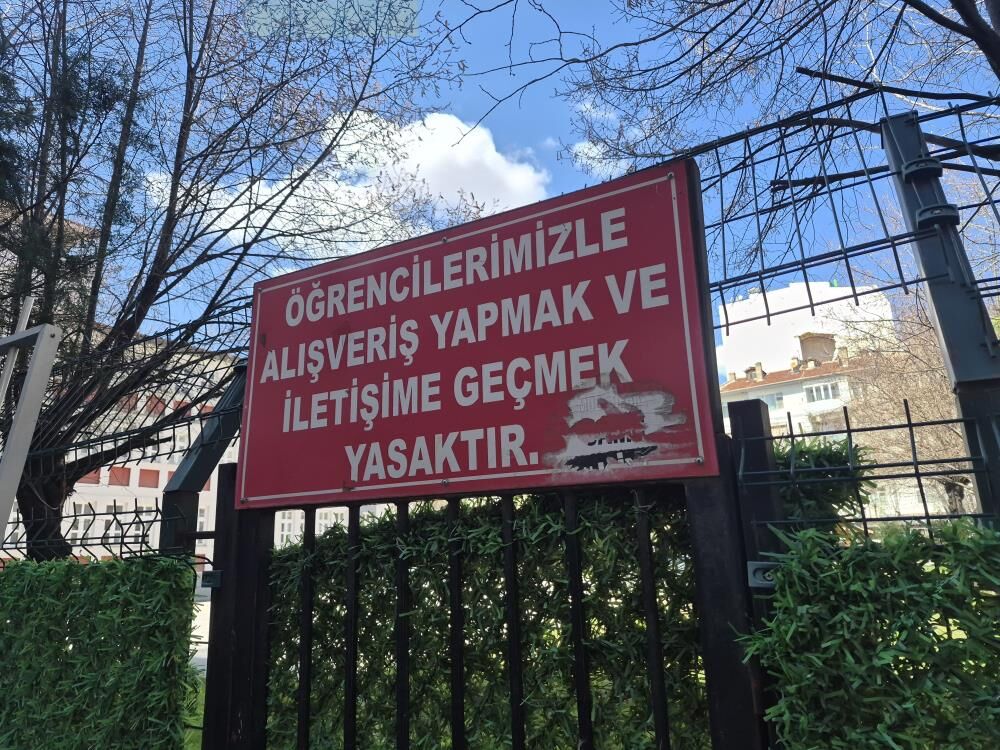 ÖĞRENCİLERİMİZLE
ALIŞVERİŞ YAPMAK VE
İLETİŞİME GEÇMEK
YASAKTIR.